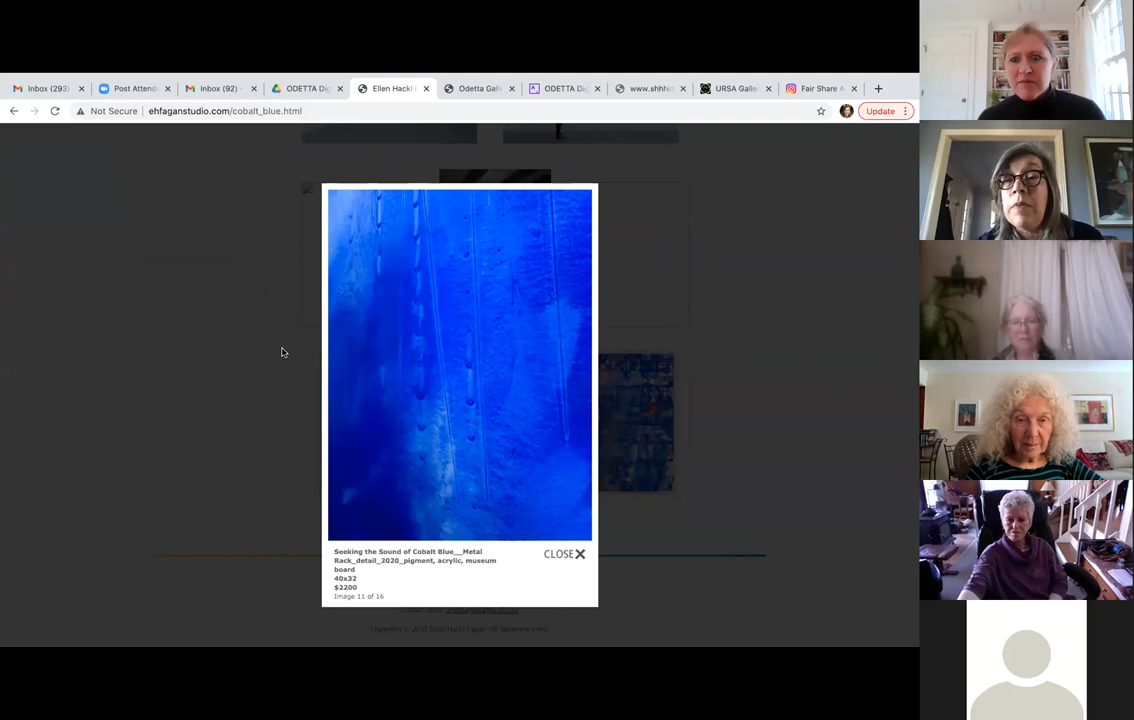 Inbox (293)
Post Attend
Inbox (92) -
ODETTA Dig
Ellen Hackl
Odetta Gall
ODETTA Dig
www.shhhin
URSA Galle
Fair Share A
Not Secure
ehfaganstudio.com/cobalt_blue.html
Update
Seeking the Sound of Cobalt Blue__Metal
Rack_detail_2020_pigment, acrylic, museum
board
40x32
$2200
Image 11 of 16
CLOSE